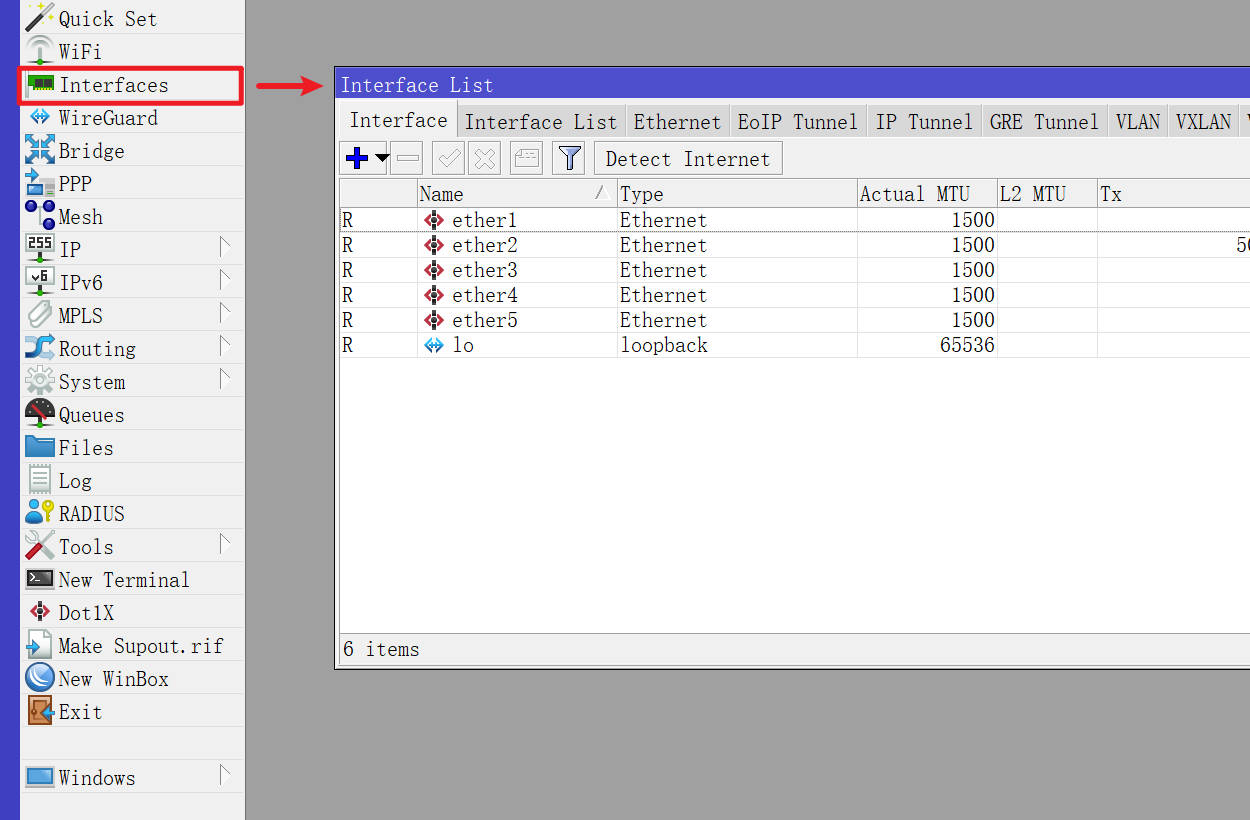 Quick Set
WiFi
Interfaces
WireGuard
Bridge
PPP
Mesh
255 IP
v6 IPv6
MPLS
Routing
System
Queues
Files
Log
RADIUS
Tools
New Terminal
Dot1X
Make Supout.rif
New WinBox
Exit
Windows
Interface List
Interface Interface List Ethernet EoIP Tunnel IP Tunnel GRE Tunnel VLAN VXLAN
Detect Internet
Name Type Actual MTU L2 MTU Tx
R ether1 Ethernet 1500
R ether2 Ethernet 1500
R ether3 Ethernet 1500
R ether4 Ethernet 1500
R ether5 Ethernet 1500
R lo loopback 65536
6 items